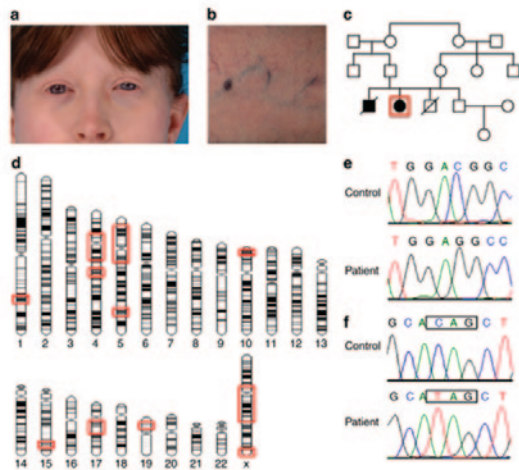 a
b
c
d
1 2 3 4 5 6 7 8 9 10 11 12 13
14 15 16 17 18 19 20 21 22 x
e
T G G A C G G C
Control
T G G A G G C C
Patient
f
G C A C A G C T
Control
G C A T A G C T
Patient